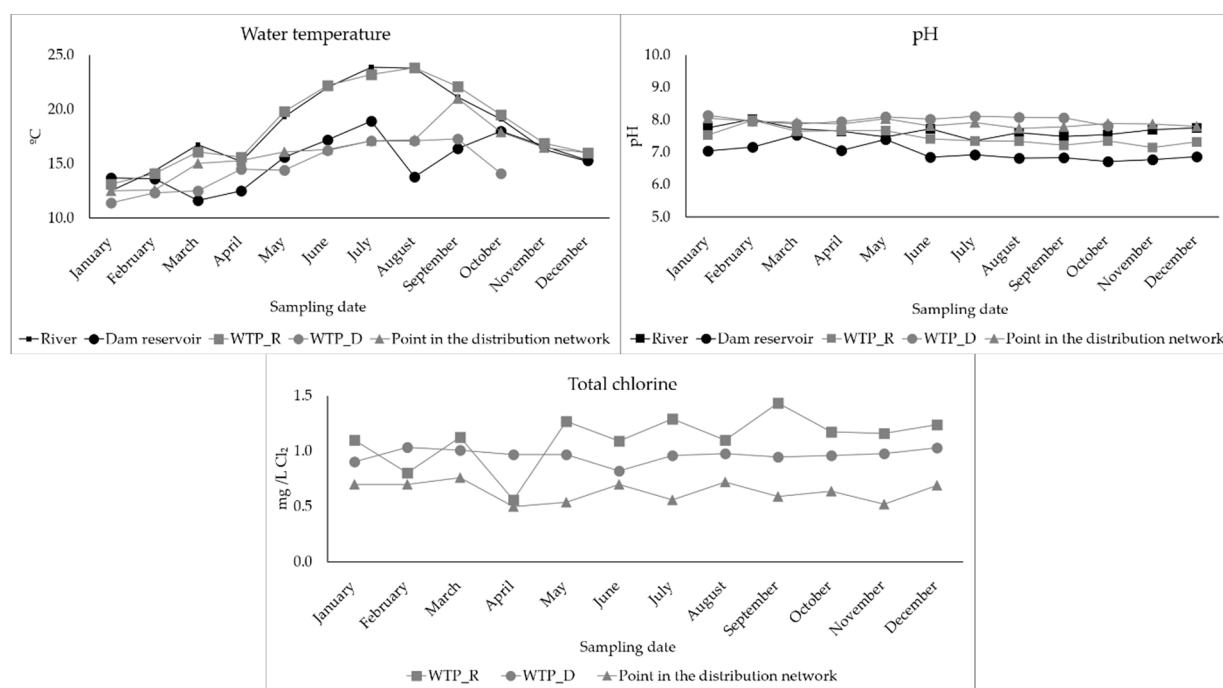 Water temperature
25.0
20.0
15.0
10.0
ºC
January
February
March
April
May
June
July
August
September
October
November
December
Sampling date
River Dam reservoir WTP_R WTP_D Point in the distribution network
pH
10.0
9.0
8.0
7.0
6.0
5.0
pH
January
February
March
April
May
June
July
August
September
October
November
December
Sampling date
River Dam reservoir WTP_R WTP_D Point in the distribution network
Total chlorine
1.5
1.0
0.5
0.0
mg /L Cl₂
January
February
March
April
May
June
July
August
September
October
November
December
Sampling date
WTP_R WTP_D Point in the distribution network